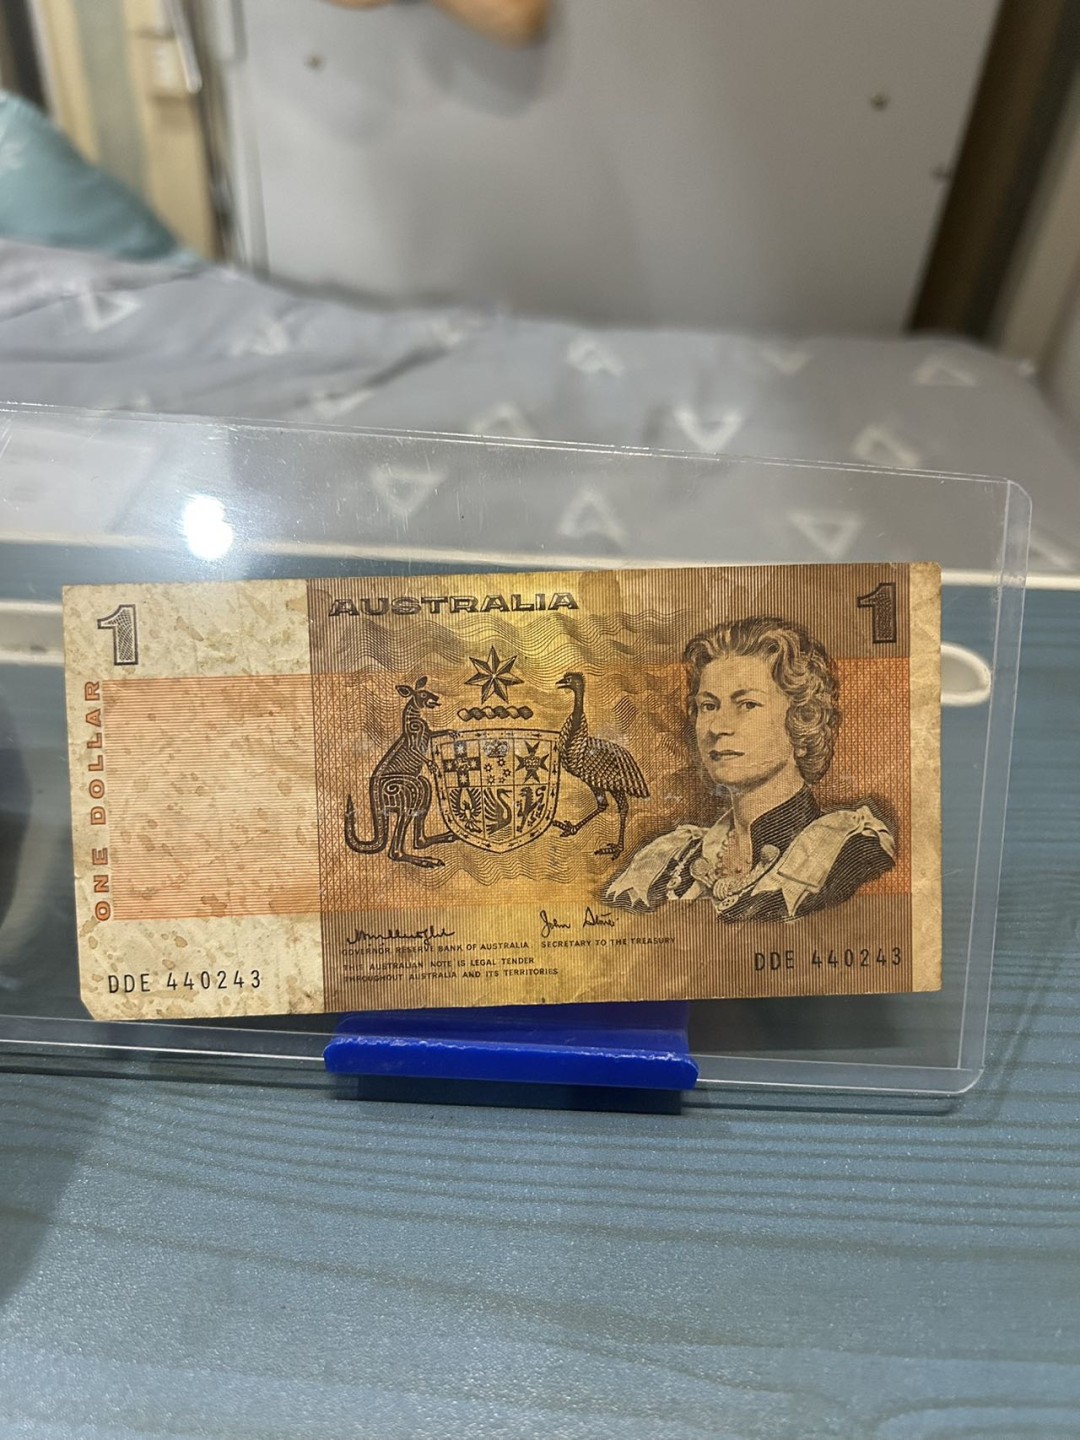 AUSTRALIA
1
1
ONE DOLLAR
GOVERNOR RESERVE BANK OF AUSTRALIA
SECRETARY TO THE TREASURY
THIS AUSTRALIAN NOTE IS LEGAL TENDER
THROUGHOUT AUSTRALIA AND ITS TERRITORIES
DDE 440243
DDE 440243